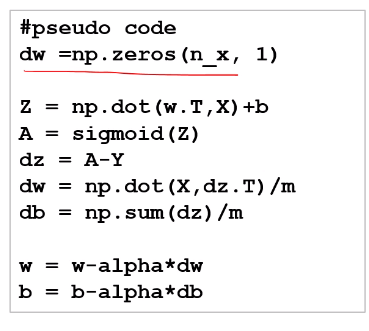 #pseudo code
dw =np.zeros(n_x, 1)
Z = np.dot(w.T,X)+b
A = sigmoid(Z)
dz = A-Y
dw = np.dot(X,dz.T)/m
db = np.sum(dz)/m
w = w-alpha*dw
b = b-alpha*db